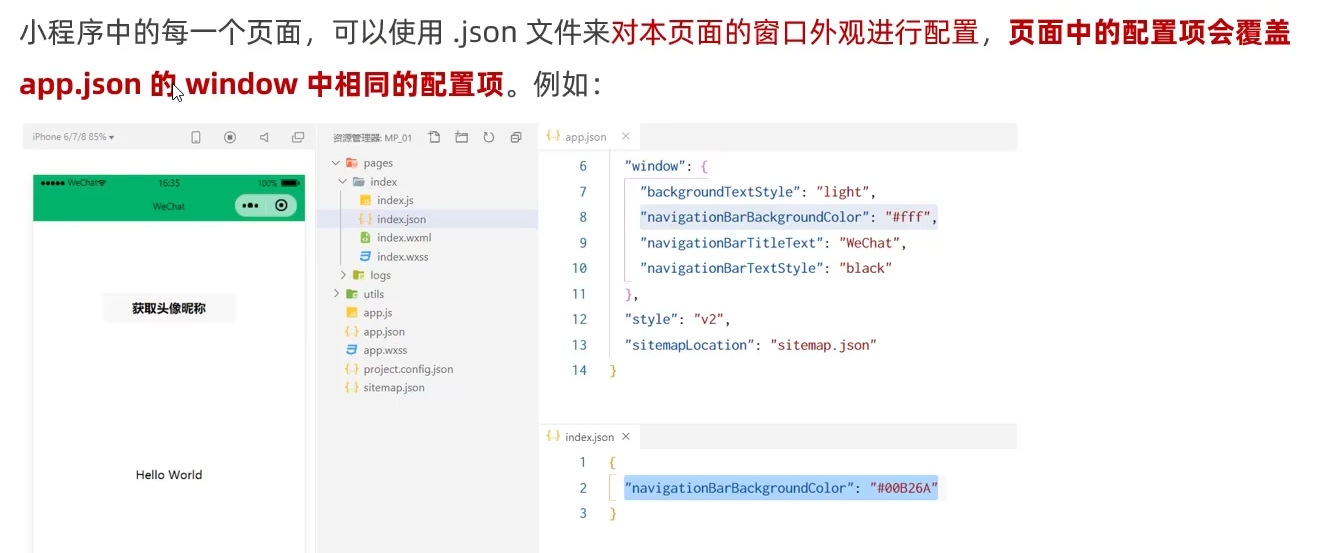 小程序中的每一个页面，可以使用 .json 文件来对本页面的窗口外观进行配置，页面中的配置项会覆盖
app.json 的 window 中相同的配置项。例如：
iPhone 6/7/8 85%
WeChat
16:35
100%
WeChat
获取头像昵称
Hello World
资源管理器: MP_01
pages
index
index.js
index.json
index.wxml
index.wxss
logs
utils
app.js
app.json
app.wxss
project.config.json
sitemap.json
{..} app.json ×
6 "window": {
7 "backgroundTextStyle": "light",
8 "navigationBarBackgroundColor": "#fff",
9 "navigationBarTitleText": "WeChat",
10 "navigationBarTextStyle": "black"
11 },
12 "style": "v2",
13 "sitemapLocation": "sitemap.json"
14 }
{..} index.json ×
1 {
2 "navigationBarBackgroundColor": "#00B26A"
3 }